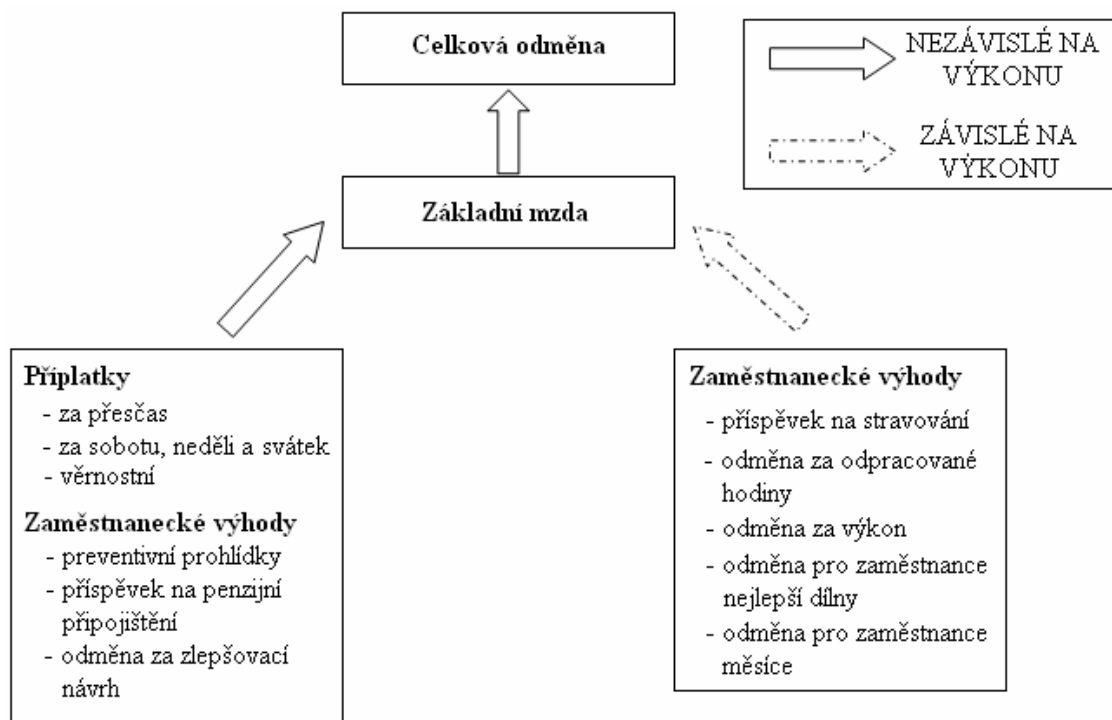 Celková odměna
NEZÁVISLÉ NA
VÝKONU
ZÁVISLÉ NA
VÝKONU
Základní mzda
Příplatky
- za přesčas
- za sobotu, neděli a svátek
- věrnostní
Zaměstnanecké výhody
- preventivní prohlídky
- příspěvek na penzijní
připojištění
- odměna za zlepšovací
návrh
Zaměstnanecké výhody
- příspěvek na stravování
- odměna za odpracované
hodiny
- odměna za výkon
- odměna pro zaměstnance
nejlepší dílny
- odměna pro zaměstnance
měsíce